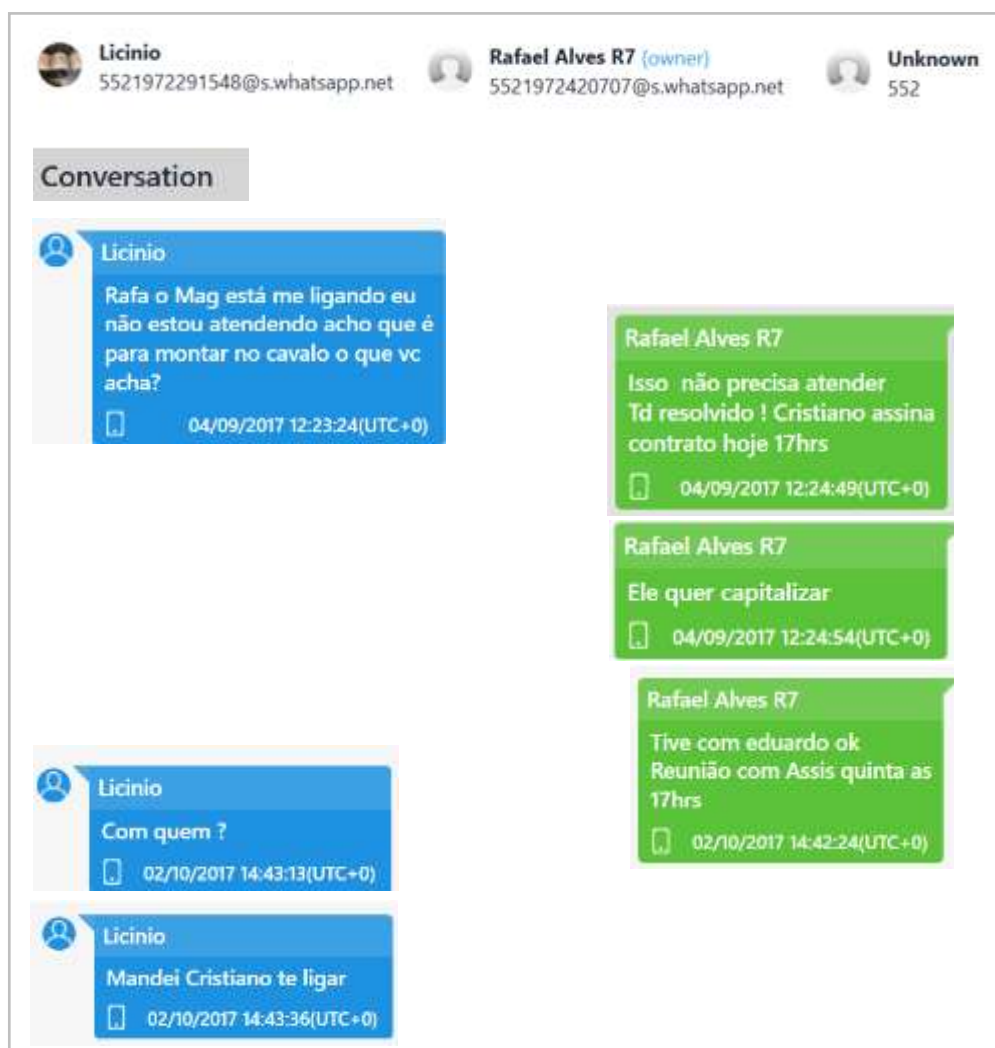 Licinio
5521972291548@s.whatsapp.net
Rafael Alves R7 (owner)
5521972420707@s.whatsapp.net
Unknown
552
Conversation
Licinio
Rafa o Mag está me ligando eu
não estou atendendo acho que é
para montar no cavalo o que vc
acha?
04/09/2017 12:23:24(UTC+0)
Rafael Alves R7
Isso não precisa atender
Td resolvido ! Cristiano assina
contrato hoje 17hrs
04/09/2017 12:24:49(UTC+0)
Rafael Alves R7
Ele quer capitalizar
04/09/2017 12:24:54(UTC+0)
Rafael Alves R7
Tive com eduardo ok
Reunião com Assis quinta as
17hrs
02/10/2017 14:42:24(UTC+0)
Licinio
Com quem ?
02/10/2017 14:43:13(UTC+0)
Licinio
Mandei Cristiano te ligar
02/10/2017 14:43:36(UTC+0)